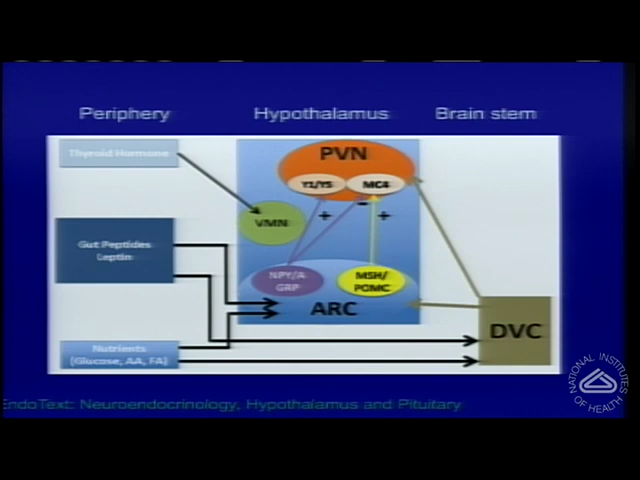 Periphery
Hypothalamus
Brain stem
Thyroid Hormone
PVN
Y1/Y5
MC4
+
-
+
VMN
Gut Peptides
Leptin
NPY/A
GRP
MSH/
POMC
ARC
DVC
Nutrients
(Glucose, AA, FA)
EndoText: Neuroendocrinology, Hypothalamus and Pituitary
NATIONAL INSTITUTES
OF HEALTH